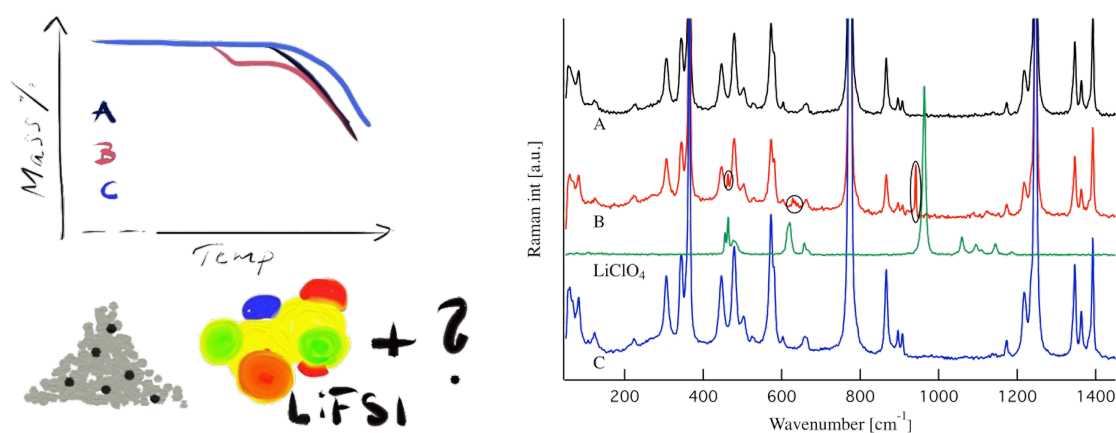 Mass %
A
B
C
Temp
LiFSI + ?
Raman int [a.u.]
A
B
LiClO4
C
200 400 600 800 1000 1200 1400
Wavenumber [cm-1]